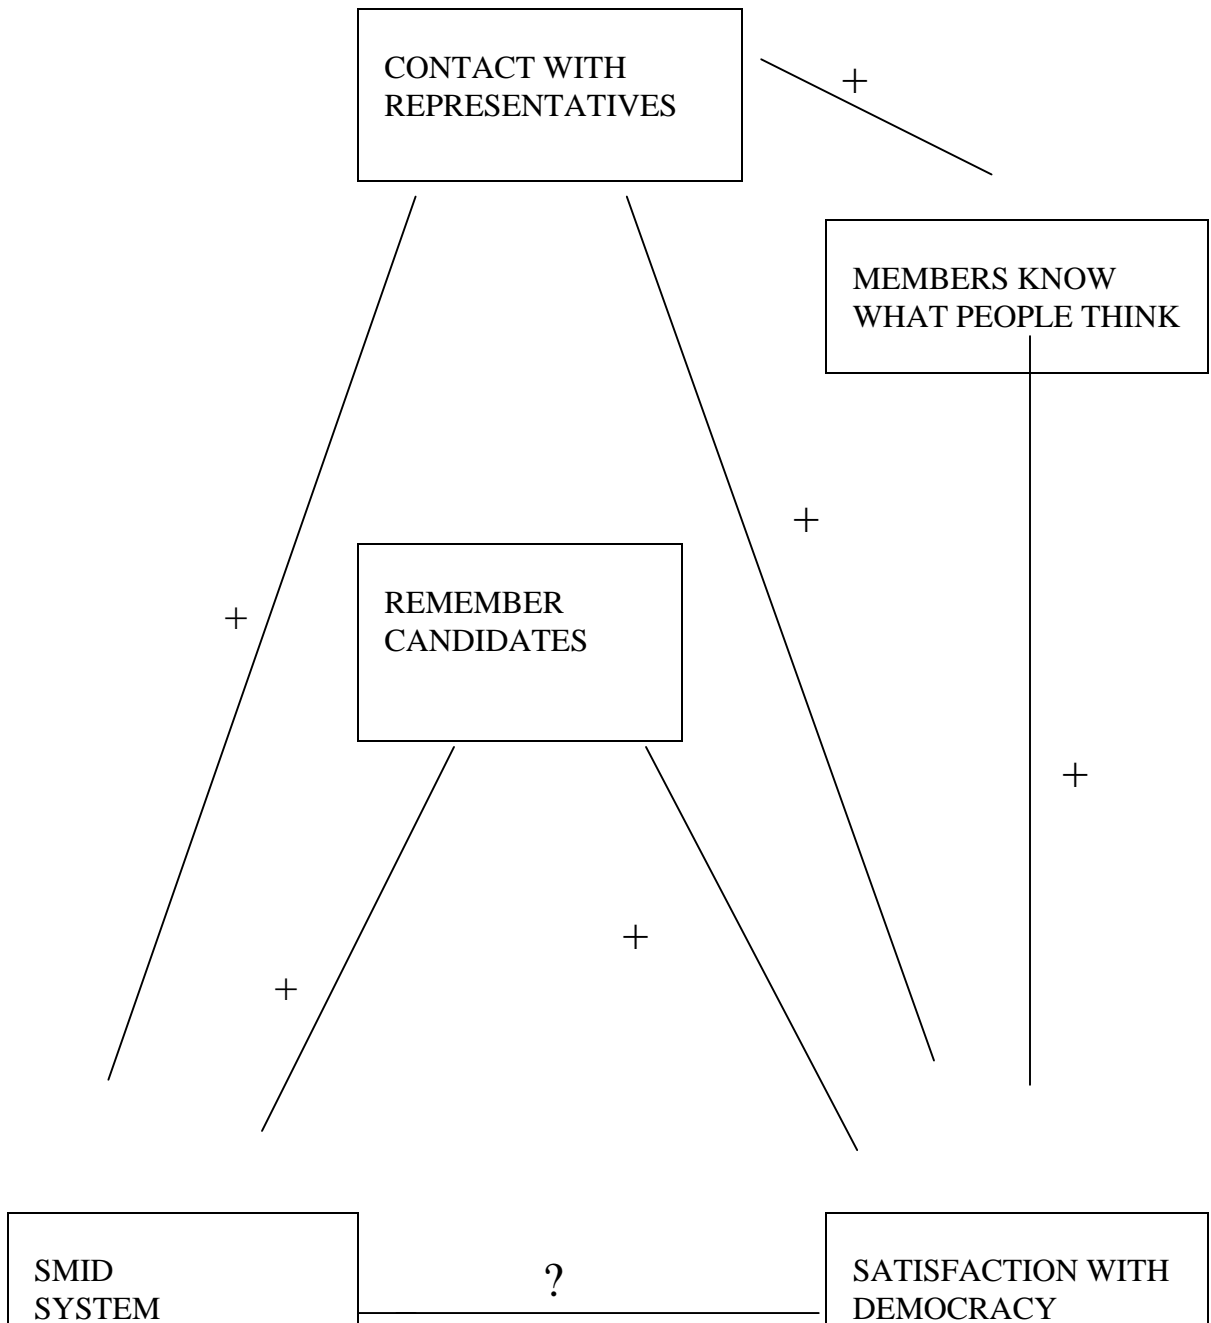 CONTACT WITH
REPRESENTATIVES
+
MEMBERS KNOW
WHAT PEOPLE THINK
+
REMEMBER
CANDIDATES
+
+
+
+
SMID
SYSTEM
?
SATISFACTION WITH
DEMOCRACY